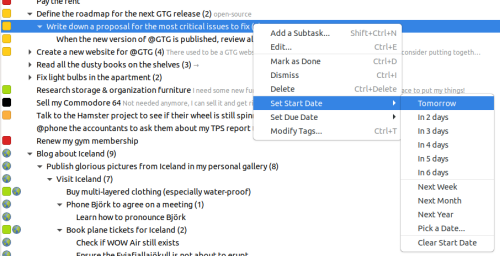 Pay the rent
Define the roadmap for the next GTG release (2) open-source
Write down a proposal for the most critical issues to fix
When the new version of @GTG is published, review al
Create a new website for @GTG (4) There used to be a GTG webs
consider putting togeth...
Read all the dusty books on the shelves (3) →
Fix light bulbs in the apartment (2)
Research storage & organization furniture I need some new fu
ace to put my things!
Sell my Commodore 64 Not needed anymore, I can sell it and get r
Talk to the Hamster project to see if their wheel is still spin
@phone the accountants to ask them about my TPS report
Renew my gym membership
Blog about Iceland (9)
Publish glorious pictures from Iceland in my personal gallery (8)
Visit Iceland (7)
Buy multi-layered clothing (especially water-proof)
Phone Björk to agree on a meeting (1)
Learn how to pronounce Björk
Book plane tickets for Iceland (2)
Check if WOW Air still exists
Ensure the Eyjafjallajökull is not about to erupt
Add a Subtask... Shift+Ctrl+N
Edit... Ctrl+E
Mark as Done Ctrl+D
Dismiss Ctrl+I
Delete Ctrl+Delete
Set Start Date
Set Due Date
Modify Tags... Ctrl+T
Tomorrow
In 2 days
In 3 days
In 4 days
In 5 days
In 6 days
Next Week
Next Month
Next Year
Pick a Date...
Clear Start Date